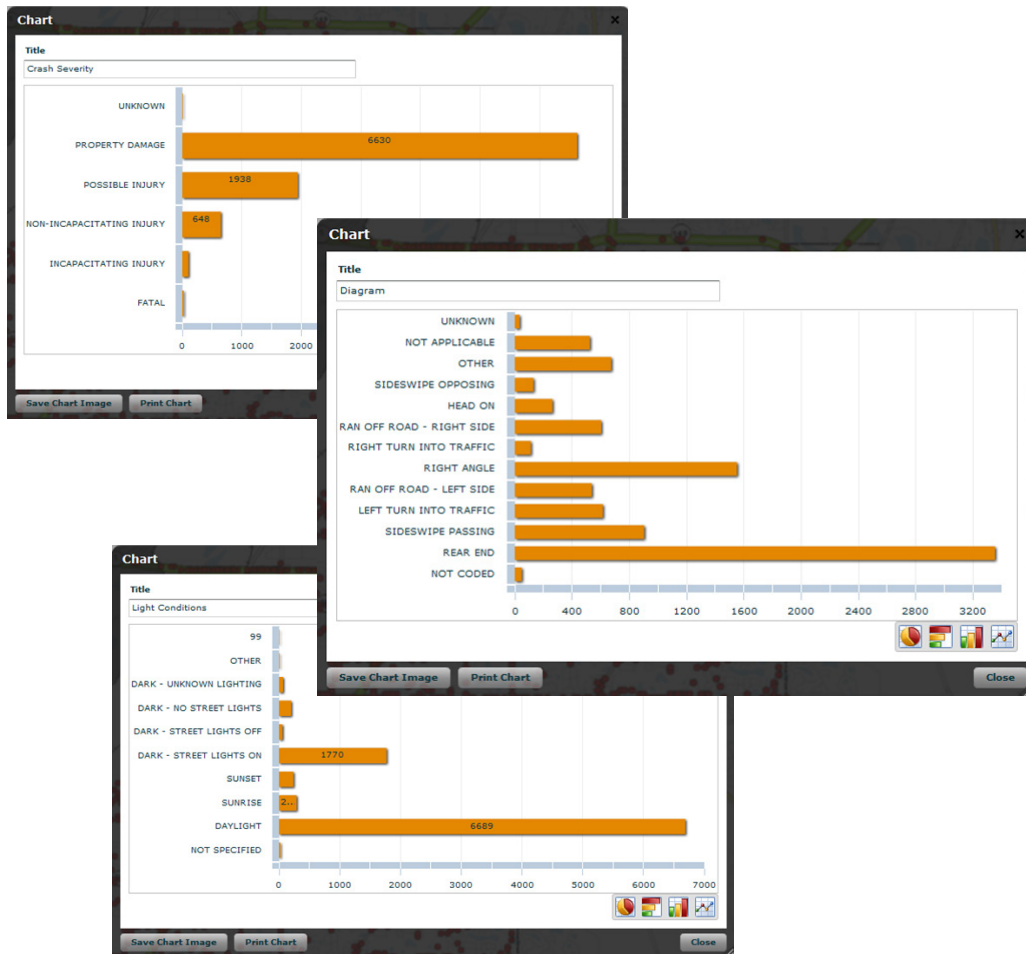 Chart ×
Title
Crash Severity
UNKNOWN
PROPERTY DAMAGE 6630
POSSIBLE INJURY 1938
NON-INCAPACITATING INJURY 648
INCAPACITATING INJURY
FATAL
0 1000 2000
Save Chart Image Print Chart
Chart ×
Title
Diagram
UNKNOWN
NOT APPLICABLE
OTHER
SIDESWIPE OPPOSING
HEAD ON
RAN OFF ROAD - RIGHT SIDE
RIGHT TURN INTO TRAFFIC
RIGHT ANGLE
RAN OFF ROAD - LEFT SIDE
LEFT TURN INTO TRAFFIC
SIDESWIPE PASSING
REAR END
NOT CODED
0 400 800 1200 1600 2000 2400 2800 3200
Save Chart Image Print Chart Close
Chart
Title
Light Conditions
99
OTHER
DARK - UNKNOWN LIGHTING
DARK - NO STREET LIGHTS
DARK - STREET LIGHTS OFF
DARK - STREET LIGHTS ON 1770
SUNSET
SUNRISE 2..
DAYLIGHT 6689
NOT SPECIFIED
0 1000 2000 3000 4000 5000 6000 7000
Save Chart Image Print Chart Close